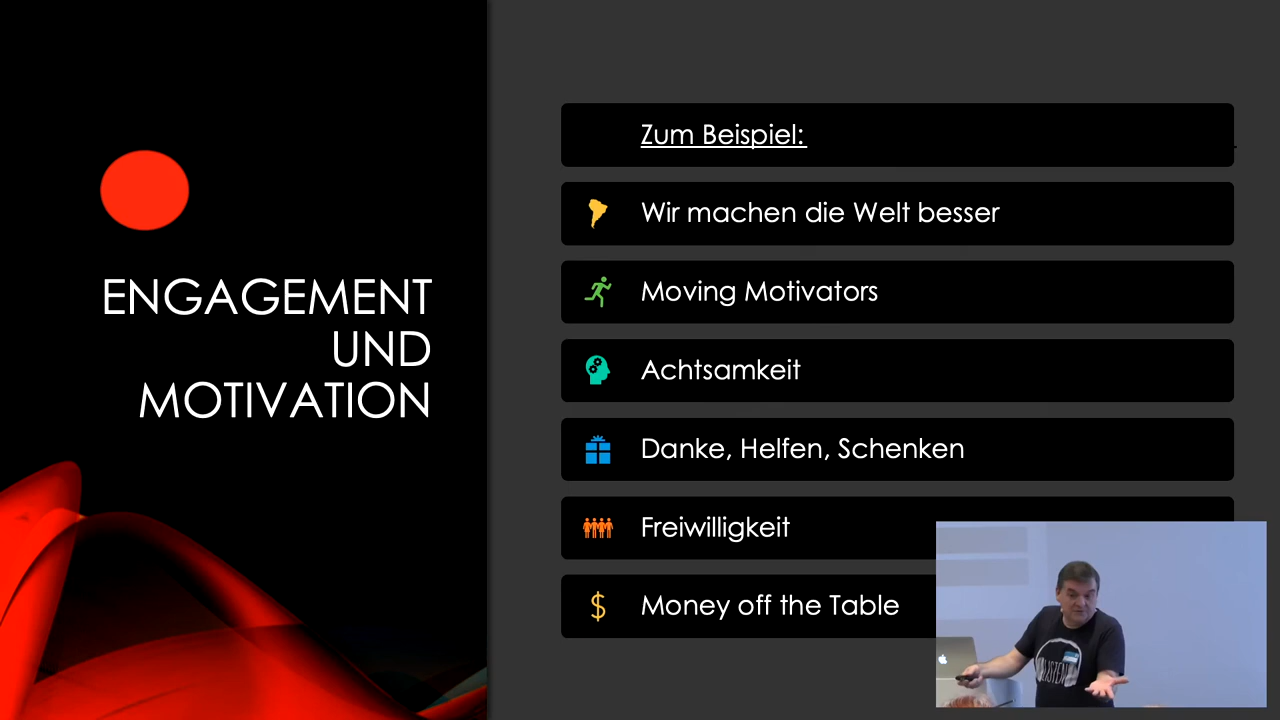 ENGAGEMENT
UND
MOTIVATION
Zum Beispiel:
Wir machen die Welt besser
Moving Motivators
Achtsamkeit
Danke, Helfen, Schenken
Freiwilligkeit
$ Money off the Table